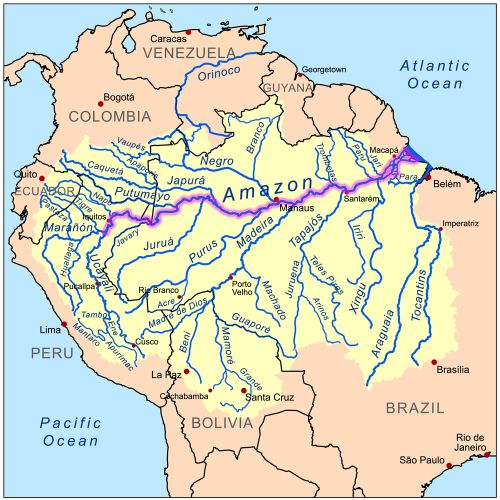 Caracas
VENEZUELA
Orinoco
Georgetown
GUYANA
Atlantic
Ocean
Bogotá
COLOMBIA
Vaupés
Apaporis
Caquetá
Negro
Branco
Trombetas
Paru
Jari
Macapá
Quito
ECUADOR
Putumayo
Japurá
Amazon
Para
Belém
Pastaza
Tigre
Napo
Iquitos
Manaus
Santarém
Marañón
Javary
Juruá
Purus
Madeira
Tapajós
Iriri
Xingu
Imperatriz
Huallaga
Ucayali
Pucallpa
Rio Branco
Acre
Porto
Velho
Machado
Juruena
Teles Pires
Arinos
Araguaia
Tocantins
Madre de Dios
Lima
Tambo
Ene
Mantaro
Apurimac
Cusco
PERU
Guaporé
Beni
Mamoré
Grande
La Paz
Cochabamba
Santa Cruz
BOLIVIA
Brasília
BRAZIL
Pacific
Ocean
São Paulo
Rio de
Janeiro